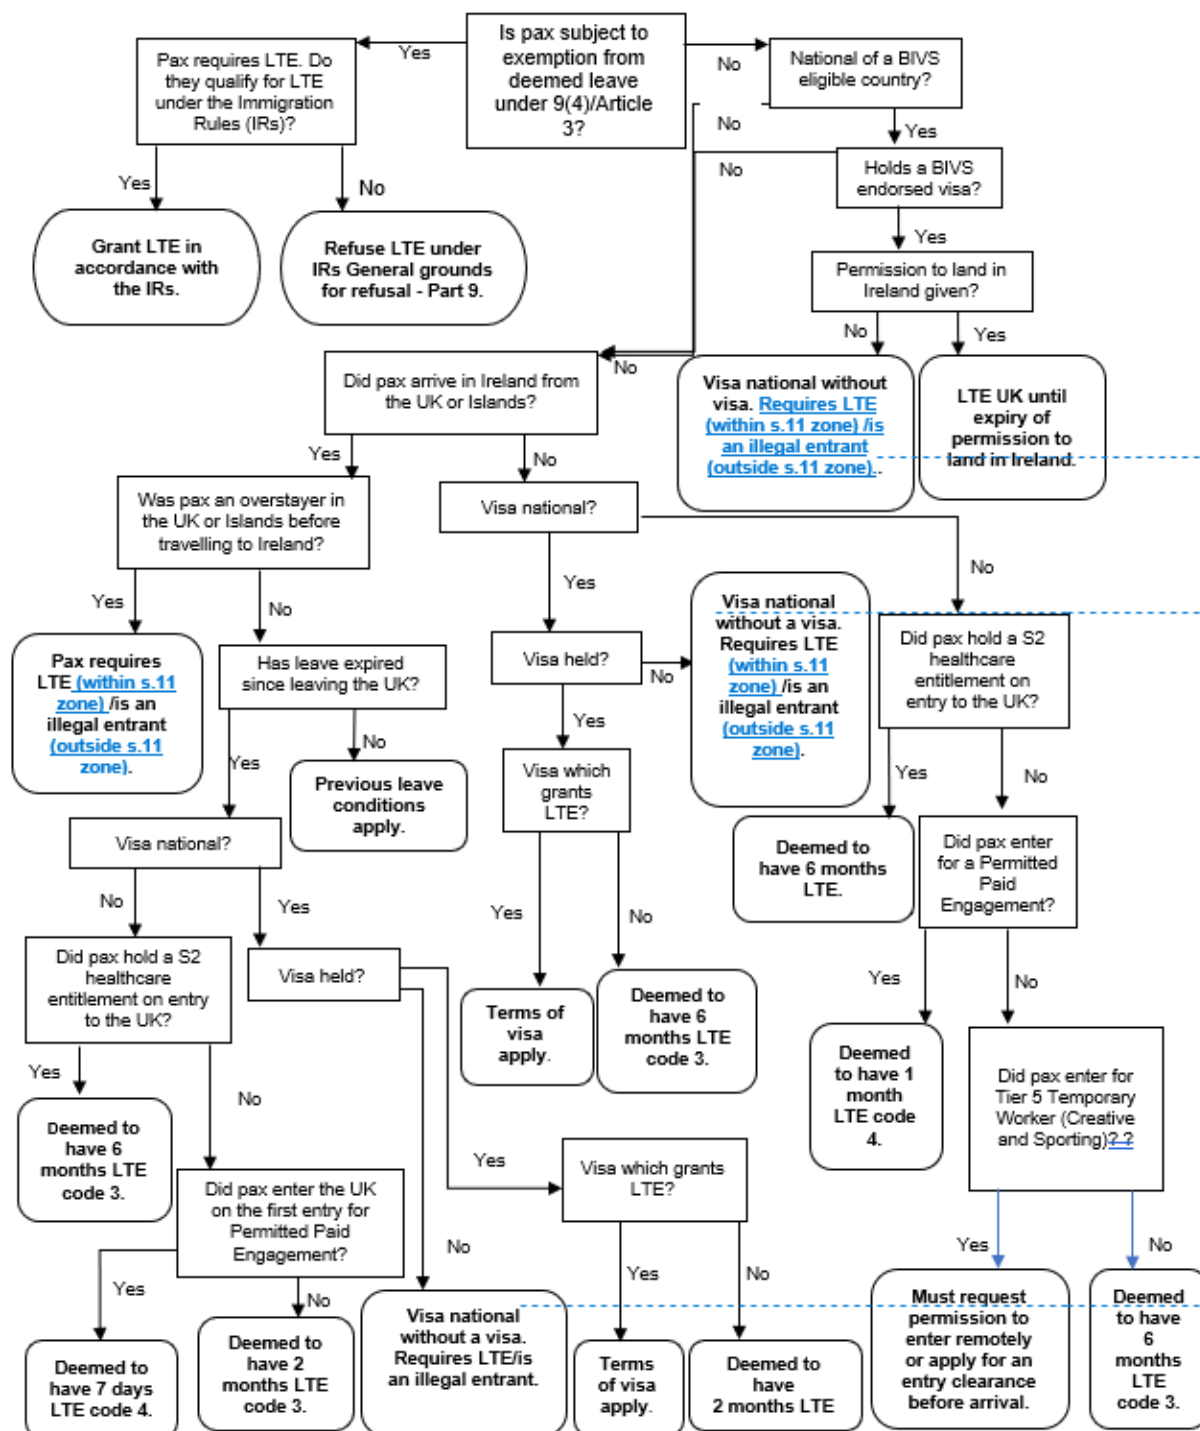 Is pax subject to
exemption from
deemed leave
under 9(4)/Article
3?
Yes
No
Pax requires LTE. Do
they qualify for LTE
under the Immigration
Rules (IRs)?
National of a BIVS
eligible country?
No
Yes
Yes
No
No
Holds a BIVS
endorsed visa?
Grant LTE in
accordance with
the IRs.
Refuse LTE under
IRs General grounds
for refusal - Part 9.
Yes
Permission to land in
Ireland given?
No
Yes
Did pax arrive in Ireland from
the UK or Islands?
No
Visa national without
visa. Requires LTE
(within s.11 zone) /is
an illegal entrant
(outside s.11 zone)..
LTE UK until
expiry of
permission to
land in Ireland.
Yes
No
Was pax an overstayer in
the UK or Islands before
travelling to Ireland?
Visa national?
Yes
No
Yes
No
Pax requires
LTE (within s.11
zone) /is an
illegal entrant
(outside s.11
zone).
Has leave expired
since leaving the UK?
Visa held?
No
Visa national
without a visa.
Requires LTE
(within s.11
zone) /is an
illegal entrant
(outside s.11
zone).
Did pax hold a S2
healthcare
entitlement on
entry to the UK?
Yes
No
Yes
Previous leave
conditions
apply.
Visa which
grants
LTE?
Yes
No
Visa national?
Deemed to
have 6 months
LTE.
Did pax enter
for a Permitted
Paid
Engagement?
No
Yes
Yes
No
Did pax hold a S2
healthcare
entitlement on entry
to the UK?
Visa held?
Terms of
visa
apply.
Deemed to
have 6
months LTE
code 3.
Yes
No
Yes
No
Deemed
to have 1
month
LTE code
4.
Did pax enter for
Tier 5 Temporary
Worker (Creative
and Sporting)? ?
Deemed to
have 6
months LTE
code 3.
Did pax enter the UK
on the first entry for
Permitted Paid
Engagement?
Yes
Visa which grants
LTE?
No
Yes
No
Yes
No
Yes
No
Deemed to
have 7 days
LTE code 4.
Deemed to
have 2
months LTE
code 3.
Visa national
without a visa.
Requires LTE/is
an illegal entrant.
Terms
of visa
apply.
Deemed to
have
2 months LTE
Must request
permission to
enter remotely
or apply for an
entry clearance
before arrival.
Deemed
to have
6
months
LTE
code 3.